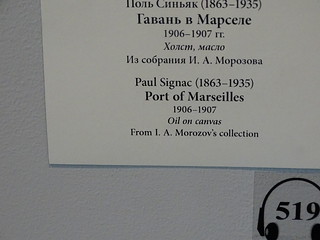 Поль Синьяк (1863–1935)
Гавань в Марселе
1906–1907 гг.
Холст, масло
Из собрания И. А. Морозова
Paul Signac (1863–1935)
Port of Marseilles
1906–1907
Oil on canvas
From I. A. Morozov's collection
519